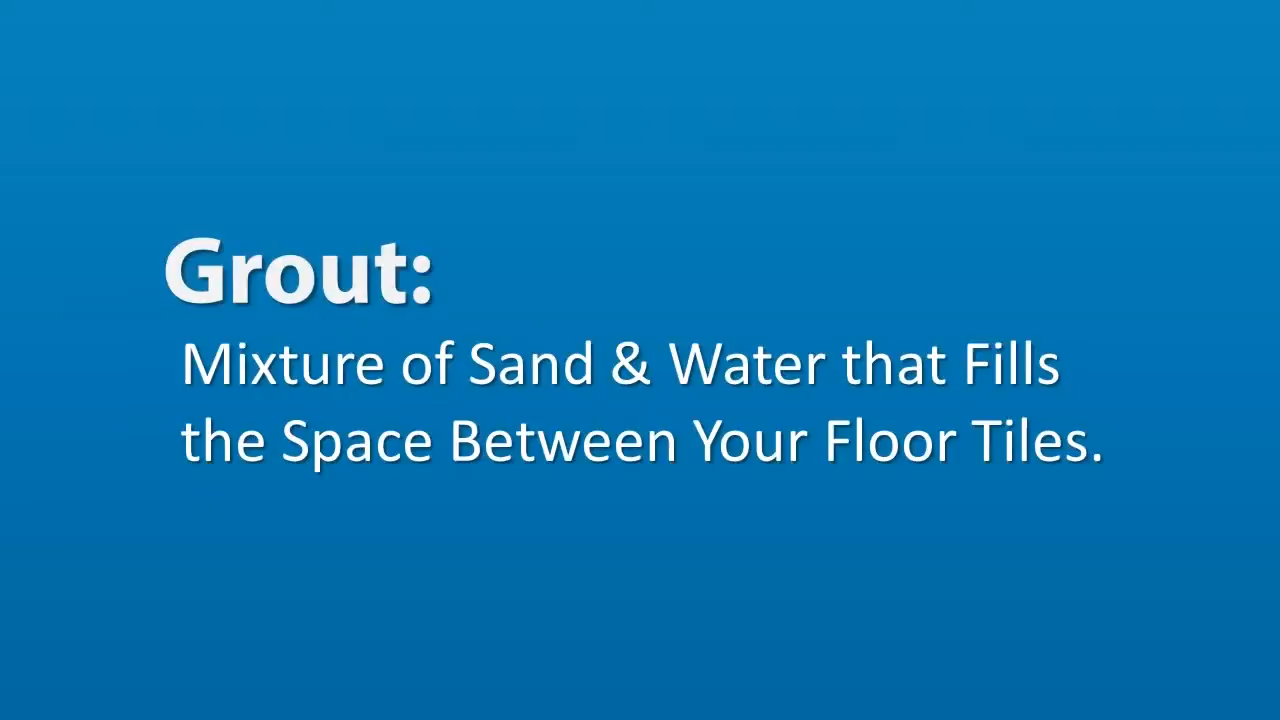 Grout:
Mixture of Sand & Water that Fills
the Space Between Your Floor Tiles.